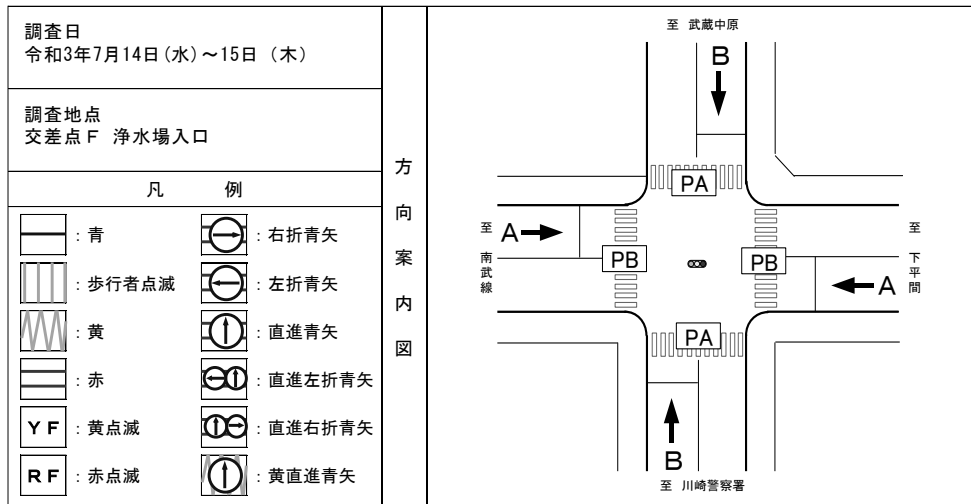 調査日
令和3年7月14日(水)～15日（木）
調査地点
交差点Ｆ 浄水場入口
凡 例
：青
：右折青矢
：歩行者点滅
：左折青矢
：黄
：直進青矢
：赤
：直進左折青矢
ＹＦ
：黄点滅
：直進右折青矢
ＲＦ
：赤点滅
：黄直進青矢
方向案内図
至 武蔵中原
B
PA
至 南武線
A
PB
PB
至 下平間
A
PA
B
至 川崎警察署